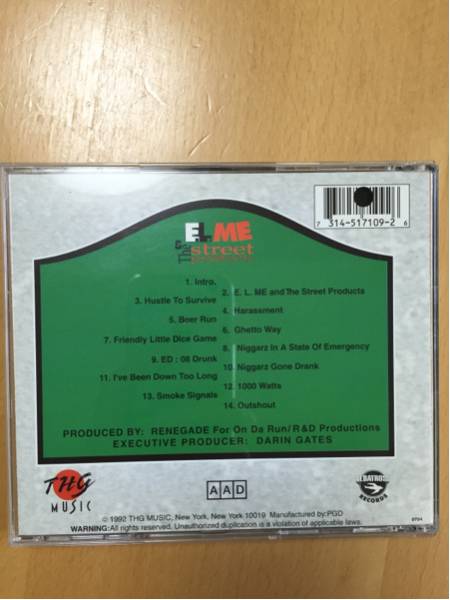 7 314-517109-2 6
E.L. ME
& The street
1. Intro.
2. E. L. ME and The Street Products
3. Hustle To Survive
4. Harassment
5. Beer Run
6. Ghetto Way
7. Friendly Little Dice Game
8. Niggarz In A State Of Emergency
9. ED : 08 Drunk
10. Niggarz Gone Drank
11. I've Been Down Too Long
12. 1000 Watts
13. Smoke Signals
14. Outshout
PRODUCED BY: RENEGADE For On Da Run/R&D Productions
EXECUTIVE PRODUCER: DARIN GATES
THG
MUSIC
AAD
ALBATROSS
RECORDS
© 1992 THG MUSIC, New York, New York 10019 Manufactured by:PGD
WARNING:All rights reserved. Unauthorized duplication is a violation of applicable laws.